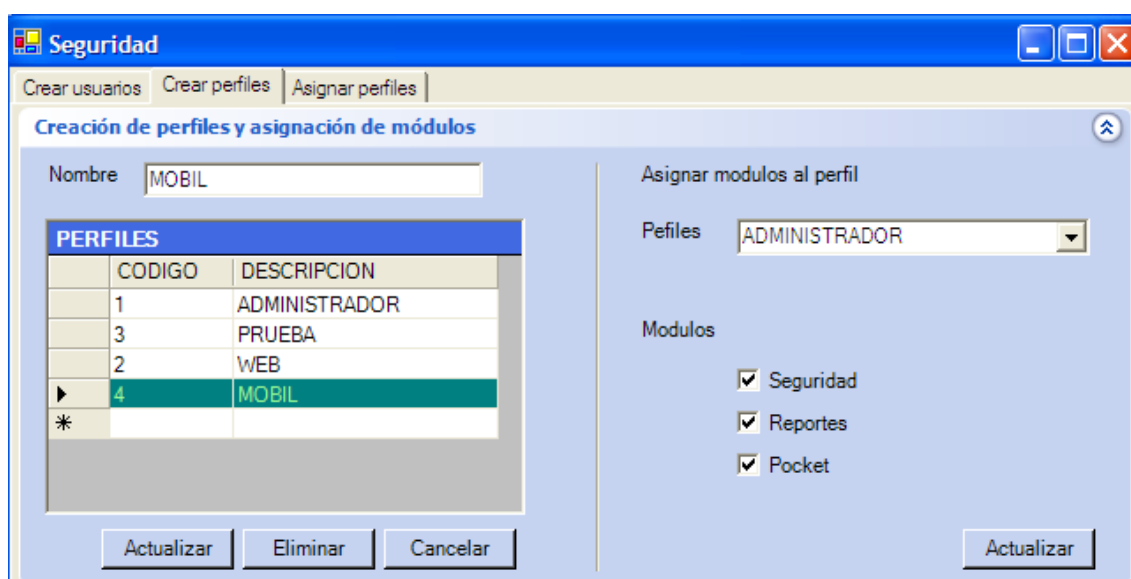 Seguridad
Crear usuarios Crear perfiles Asignar perfiles
Creación de perfiles y asignación de módulos
Nombre MOBIL
PERFILES
CODIGO DESCRIPCION
1 ADMINISTRADOR
3 PRUEBA
2 WEB
4 MOBIL
Actualizar Eliminar Cancelar
Asignar modulos al perfil
Pefiles ADMINISTRADOR
Modulos
Seguridad
Reportes
Pocket
Actualizar